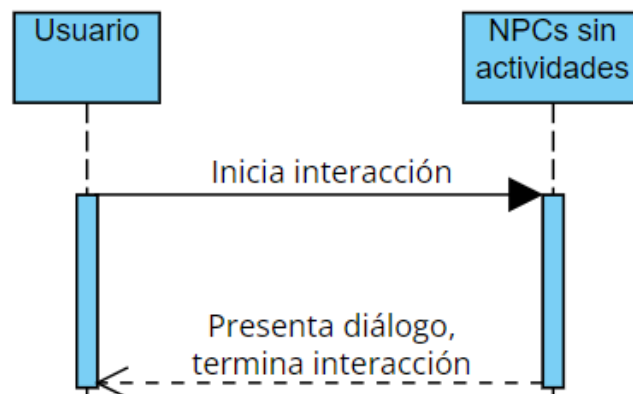 Usuario
NPCs sin
actividades
Inicia interacción
Presenta diálogo,
termina interacción